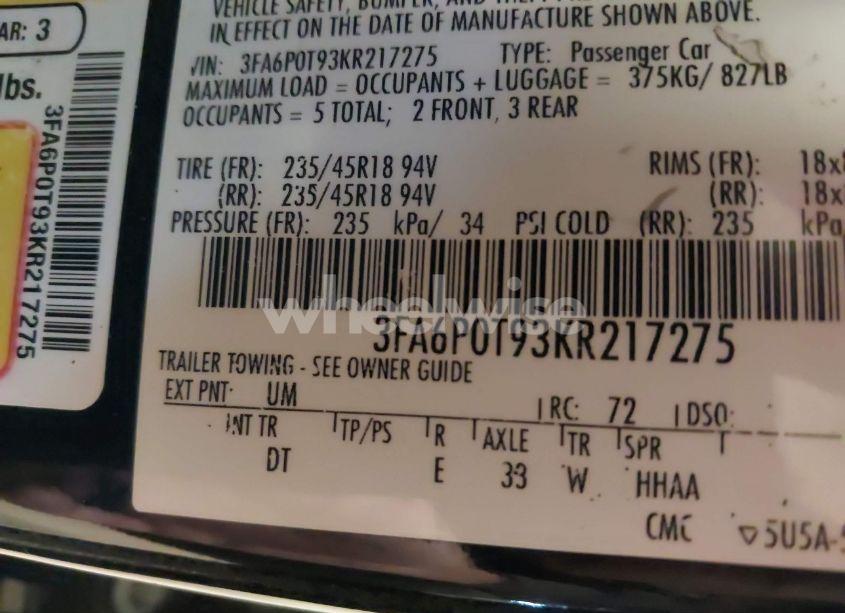 VEHICLE SAFETY, BUMPER, AND
IN EFFECT ON THE DATE OF MANUFACTURE SHOWN ABOVE.
VIN: 3FA6P0T93KR217275 TYPE: Passenger Car
MAXIMUM LOAD = OCCUPANTS + LUGGAGE = 375KG/ 827LB
OCCUPANTS = 5 TOTAL; 2 FRONT, 3 REAR
TIRE (FR): 235/45R18 94V RIMS (FR): 18x
(RR): 235/45R18 94V (RR): 18x
PRESSURE (FR): 235 kPa/ 34 PSI COLD (RR): 235 kPa
wheelwise
3FA6P0T93KR217275
TRAILER TOWING - SEE OWNER GUIDE
EXT PNT: UM RC: 72 DSO:
INT TR TP/PS R AXLE TR SPR
DT E 33 W HHAA
CMC 5U5A-
AR: 3
lbs.
3FA6P0T93KR217275